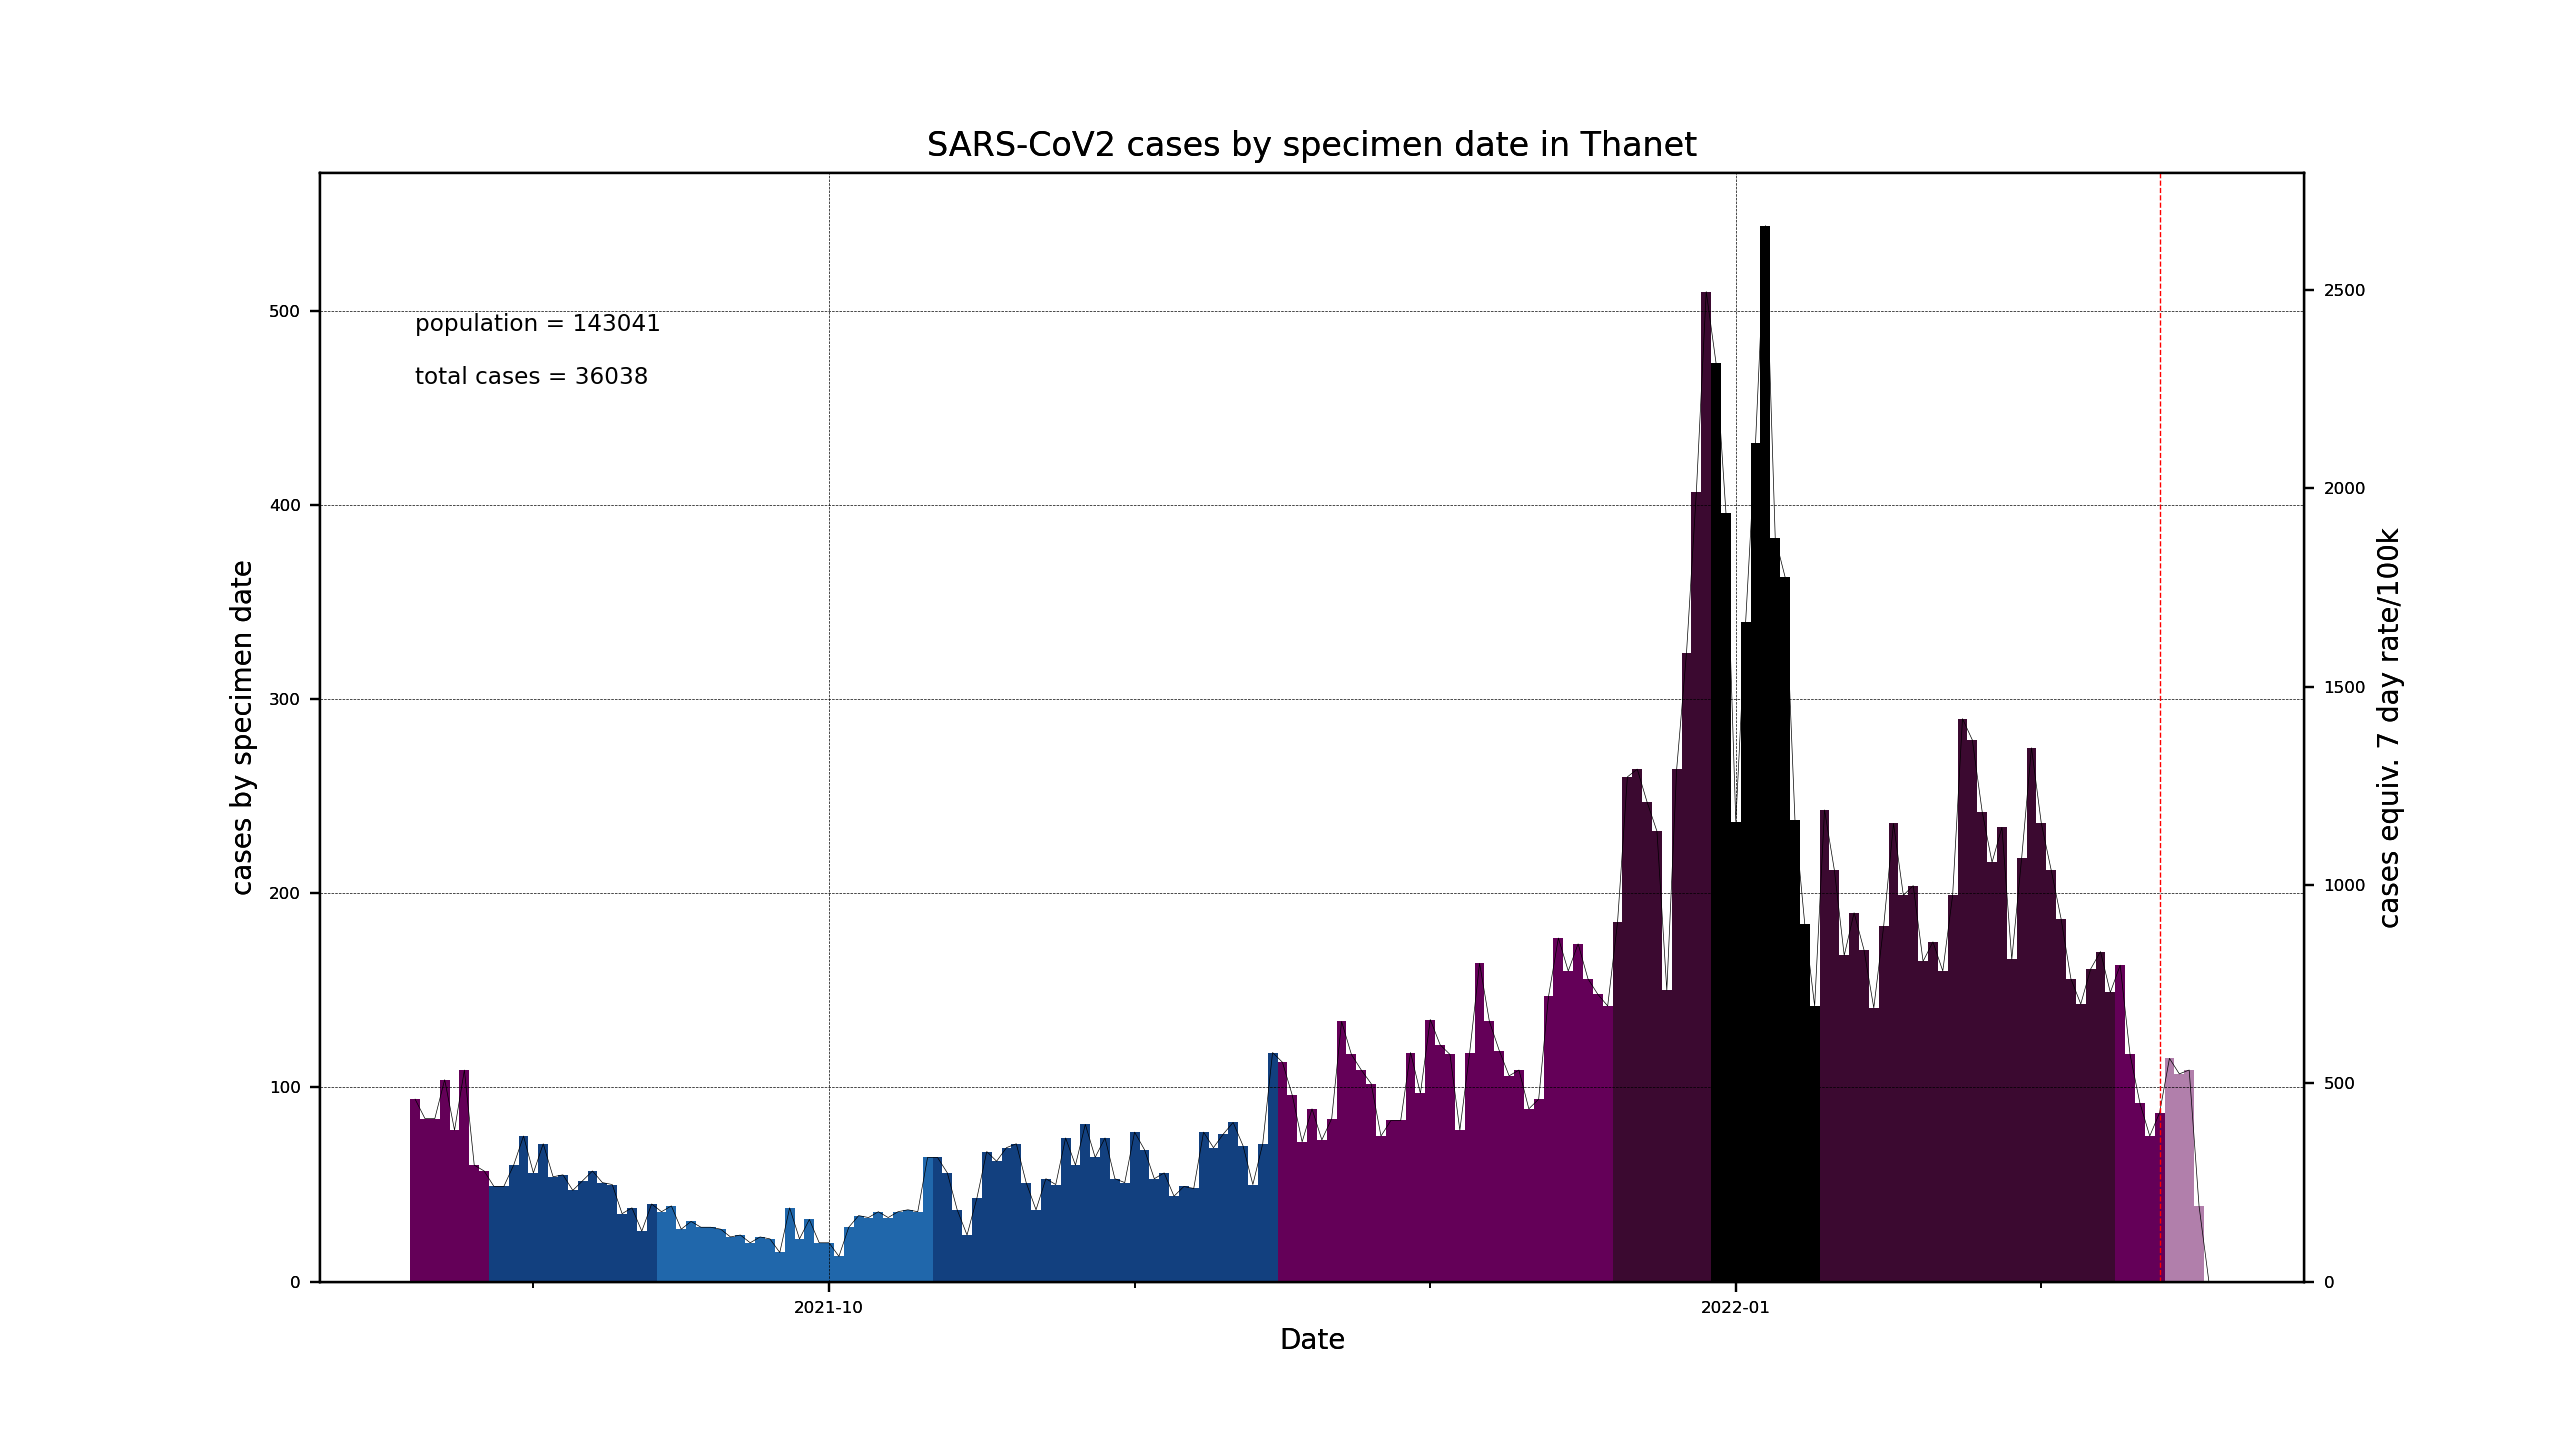 SARS-CoV2 cases by specimen date in Thanet
population = 143041
total cases = 36038
cases by specimen date
500
400
300
200
100
0
cases equiv. 7 day rate/100k
2500
2000
1500
1000
500
0
2021-10
2022-01
Date